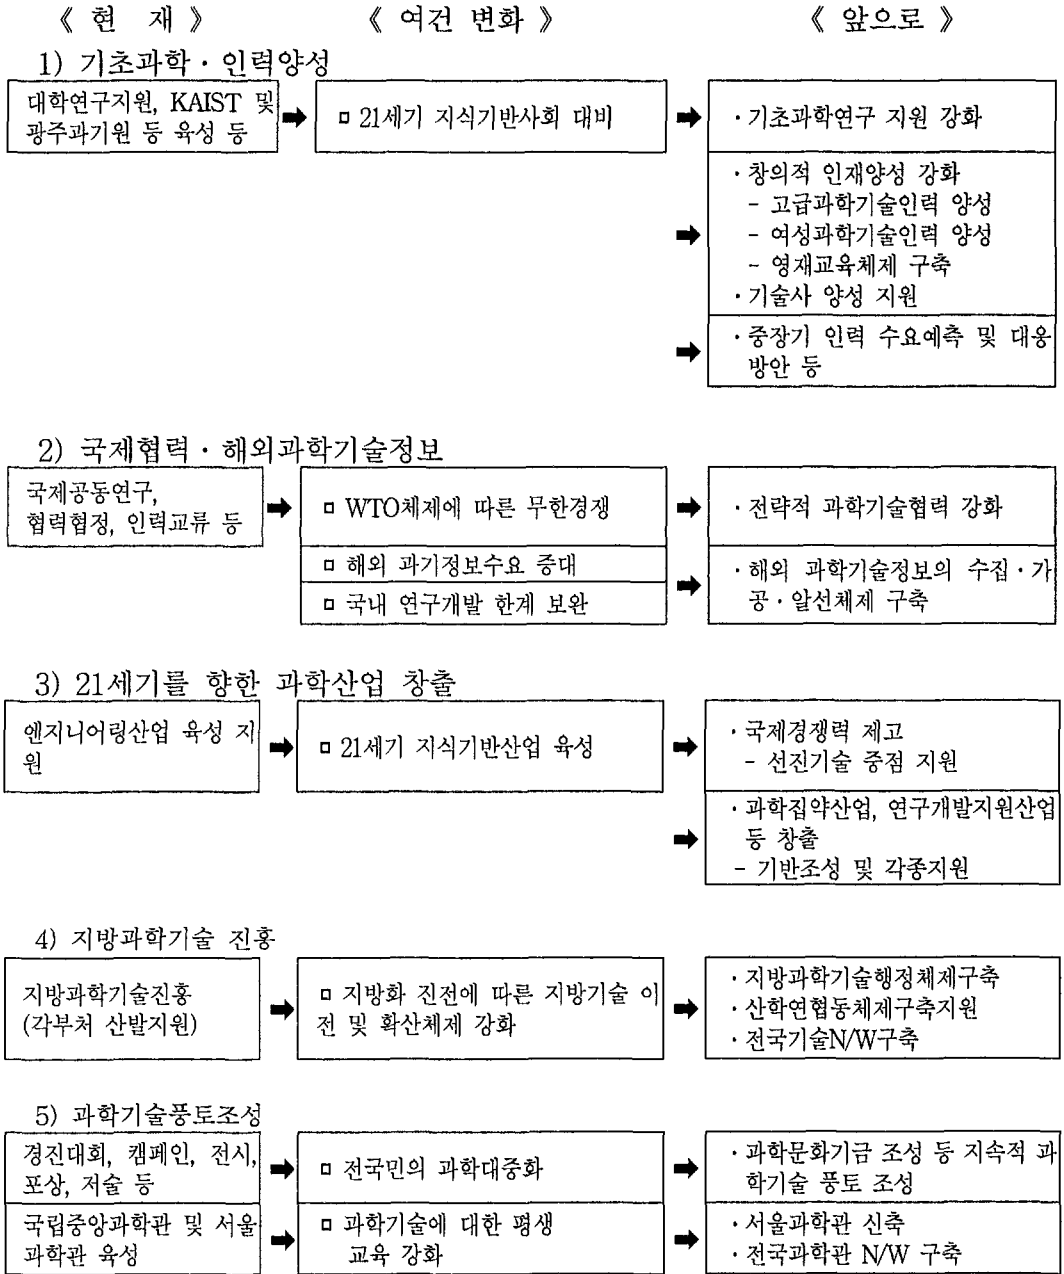 《 현 재 》
《 여건 변화 》
《 앞으로 》
1) 기초과학 · 인력양성
대학연구지원, KAIST 및
광주과기원 등 육성 등
▫ 21세기 지식기반사회 대비
· 기초과학연구 지원 강화
· 창의적 인재양성 강화
- 고급과학기술인력 양성
- 여성과학기술인력 양성
- 영재교육체제 구축
· 기술사 양성 지원
· 중장기 인력 수요예측 및 대응
방안 등
2) 국제협력 · 해외과학기술정보
국제공동연구,
협력협정, 인력교류 등
▫ WTO체제에 따른 무한경쟁
▫ 해외 과기정보수요 증대
▫ 국내 연구개발 한계 보완
· 전략적 과학기술협력 강화
· 해외 과학기술정보의 수집 · 가
공 · 알선체제 구축
3) 21세기를 향한 과학산업 창출
엔지니어링산업 육성 지
원
▫ 21세기 지식기반산업 육성
· 국제경쟁력 제고
- 선진기술 중점 지원
· 과학집약산업, 연구개발지원산업
등 창출
- 기반조성 및 각종지원
4) 지방과학기술 진흥
지방과학기술진흥
(각부처 산발지원)
▫ 지방화 진전에 따른 지방기술 이
전 및 확산체제 강화
· 지방과학기술행정체제구축
· 산학연협동체제구축지원
· 전국기술N/W구축
5) 과학기술풍토조성
경진대회, 캠페인, 전시,
포상, 저술 등
▫ 전국민의 과학대중화
· 과학문화기금 조성 등 지속적 과
학기술 풍토 조성
국립중앙과학관 및 서울
과학관 육성
▫ 과학기술에 대한 평생
교육 강화
· 서울과학관 신축
· 전국과학관 N/W 구축